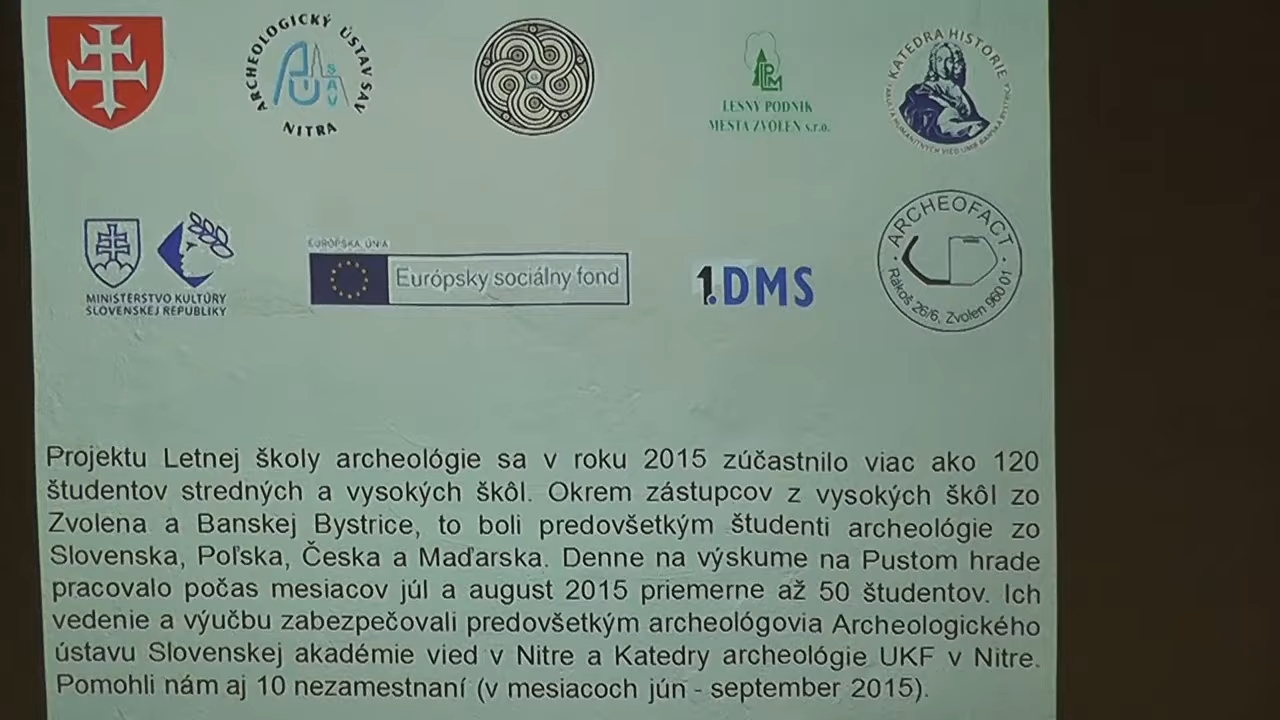 ARCHEOLOGICKÝ ÚSTAV SAV
NITRA
SAV
LPM
LESNÝ PODNIK
MESTA ZVOLEN s.r.o.
KATEDRA HISTÓRIE
MINISTERSTVO KULTÚRY
SLOVENSKEJ REPUBLIKY
EURÓPSKA ÚNIA
Európsky sociálny fond
1.DMS
ARCHEOFACT
Rákoš 26/6, Zvolen 960 01
Projektu Letnej školy archeológie sa v roku 2015 zúčastnilo viac ako 120
študentov stredných a vysokých škôl. Okrem zástupcov z vysokých škôl zo
Zvolena a Banskej Bystrice, to boli predovšetkým študenti archeológie zo
Slovenska, Poľska, Česka a Maďarska. Denne na výskume na Pustom hrade
pracovalo počas mesiacov júl a august 2015 priemerne až 50 študentov. Ich
vedenie a výučbu zabezpečovali predovšetkým archeológovia Archeologického
ústavu Slovenskej akadémie vied v Nitre a Katedry archeológie UKF v Nitre.
Pomohli nám aj 10 nezamestnaní (v mesiacoch jún - september 2015).